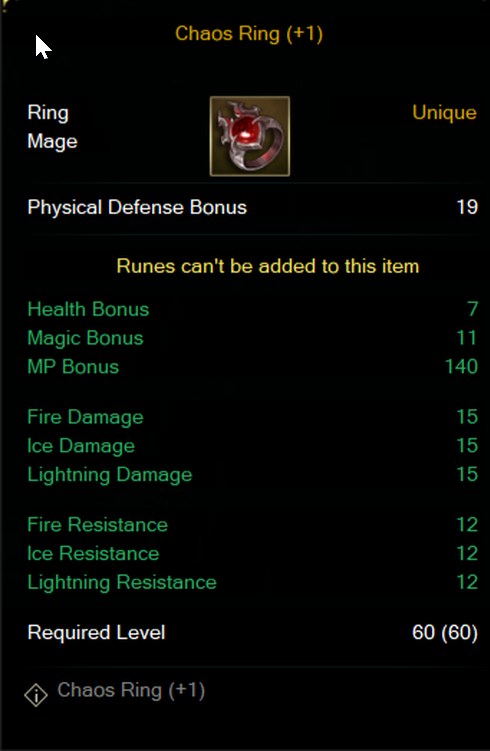 Chaos Ring (+1)
Ring Unique
Mage
Physical Defense Bonus 19
Runes can't be added to this item
Health Bonus 7
Magic Bonus 11
MP Bonus 140
Fire Damage 15
Ice Damage 15
Lightning Damage 15
Fire Resistance 12
Ice Resistance 12
Lightning Resistance 12
Required Level 60 (60)
Chaos Ring (+1)